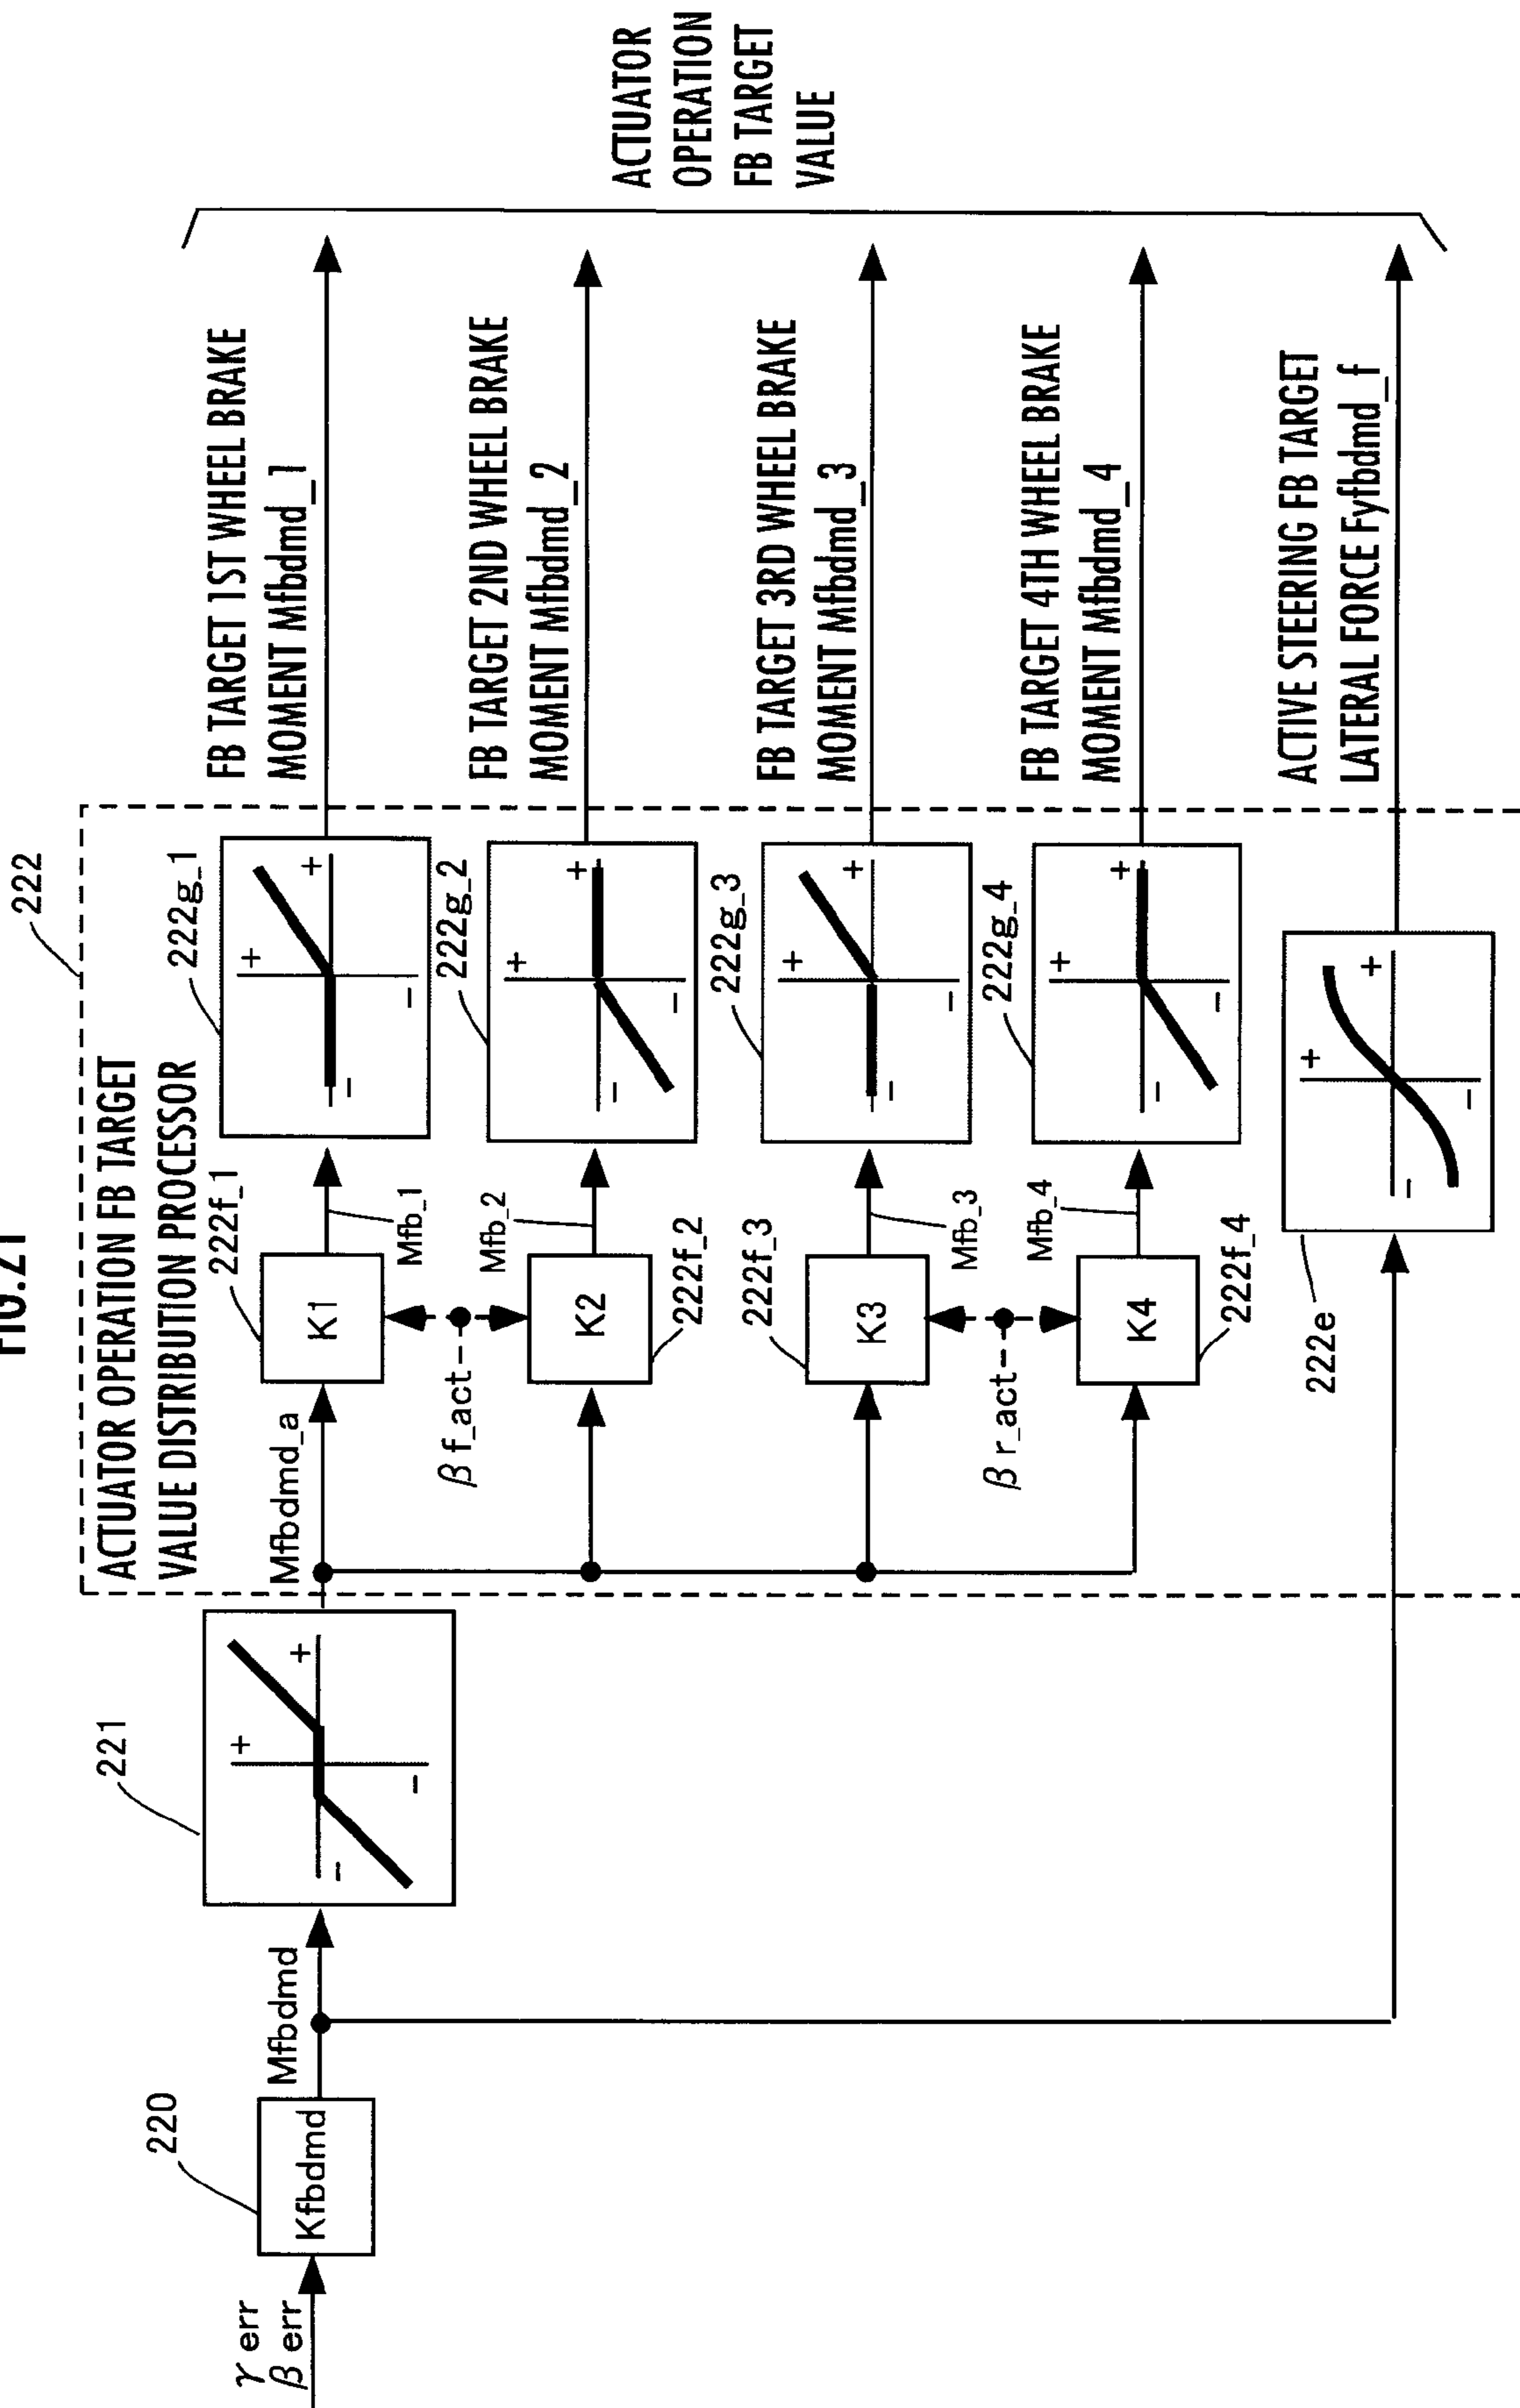 FIG.21
222
ACTUATOR OPERATION FB TARGET
VALUE DISTRIBUTION PROCESSOR
γ err
β err
220
Kfbdmd
Mfbdmd
221
+
+
−
−
Mfbdmd_a
222f_1
K1
Mfb_1
222g_1
+
+
−
−
FB TARGET 1ST WHEEL BRAKE
MOMENT Mfbdmd_1
β f_act
K2
222f_2
Mfb_2
222g_2
+
+
−
−
FB TARGET 2ND WHEEL BRAKE
MOMENT Mfbdmd_2
222f_3
K3
Mfb_3
222g_3
+
+
−
−
FB TARGET 3RD WHEEL BRAKE
MOMENT Mfbdmd_3
β r_act
K4
222f_4
Mfb_4
222g_4
+
+
−
−
FB TARGET 4TH WHEEL BRAKE
MOMENT Mfbdmd_4
222e
+
+
−
−
ACTIVE STEERING FB TARGET
LATERAL FORCE Fyfbdmd_f
ACTUATOR
OPERATION
FB TARGET
VALUE